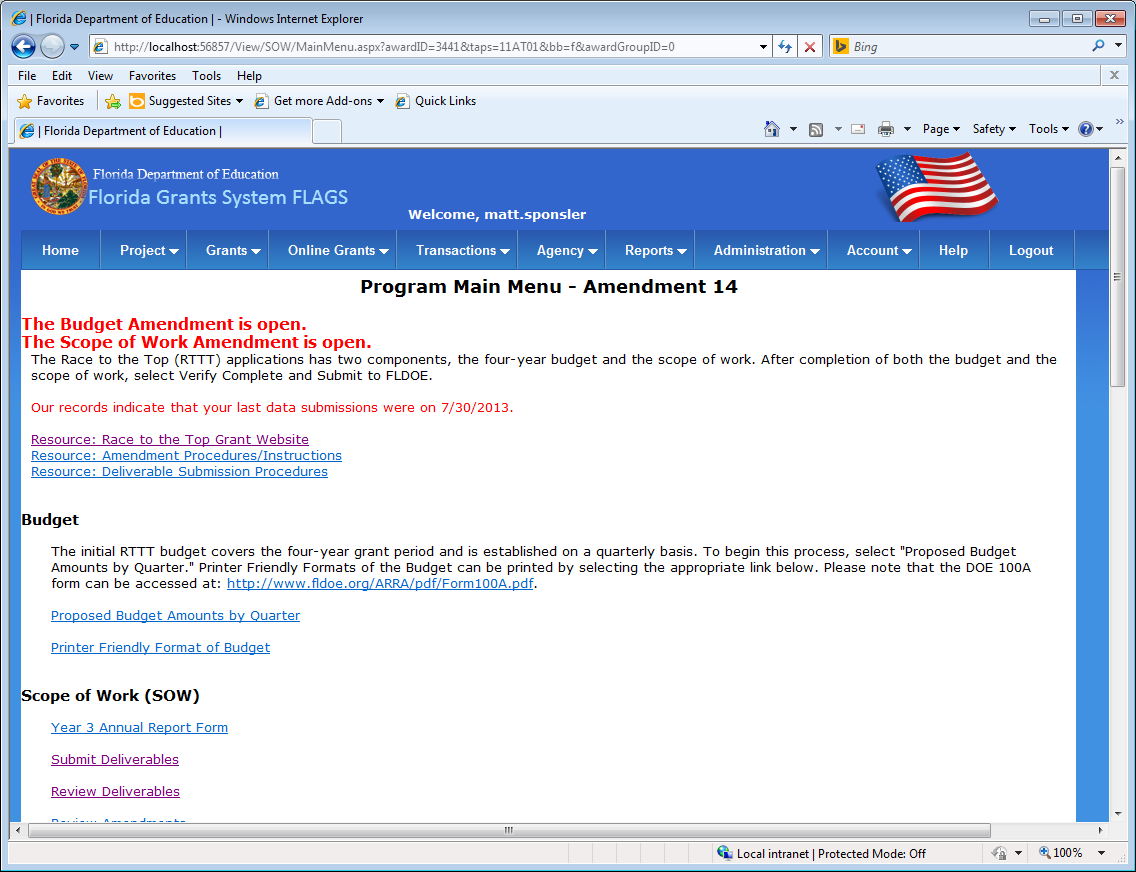 | Florida Department of Education | - Windows Internet Explorer
http://localhost:56857/View/SOW/MainMenu.aspx?awardID=3441&taps=11AT01&bb=f&awardGroupID=0
Bing
File Edit View Favorites Tools Help
Favorites Suggested Sites Get more Add-ons Quick Links
| Florida Department of Education |
Page Safety Tools
Florida Department of Education
Florida Grants System FLAGS
Welcome, matt.sponsler
Home Project Grants Online Grants Transactions Agency Reports Administration Account Help Logout
Program Main Menu - Amendment 14
The Budget Amendment is open.
The Scope of Work Amendment is open.
The Race to the Top (RTTT) applications has two components, the four-year budget and the scope of work. After completion of both the budget and the
scope of work, select Verify Complete and Submit to FLDOE.
Our records indicate that your last data submissions were on 7/30/2013.
Resource: Race to the Top Grant Website
Resource: Amendment Procedures/Instructions
Resource: Deliverable Submission Procedures
Budget
The initial RTTT budget covers the four-year grant period and is established on a quarterly basis. To begin this process, select "Proposed Budget
Amounts by Quarter." Printer Friendly Formats of the Budget can be printed by selecting the appropriate link below. Please note that the DOE 100A
form can be accessed at: http://www.fldoe.org/ARRA/pdf/Form100A.pdf.
Proposed Budget Amounts by Quarter
Printer Friendly Format of Budget
Scope of Work (SOW)
Year 3 Annual Report Form
Submit Deliverables
Review Deliverables
Review Amendments
Local intranet | Protected Mode: Off
100%